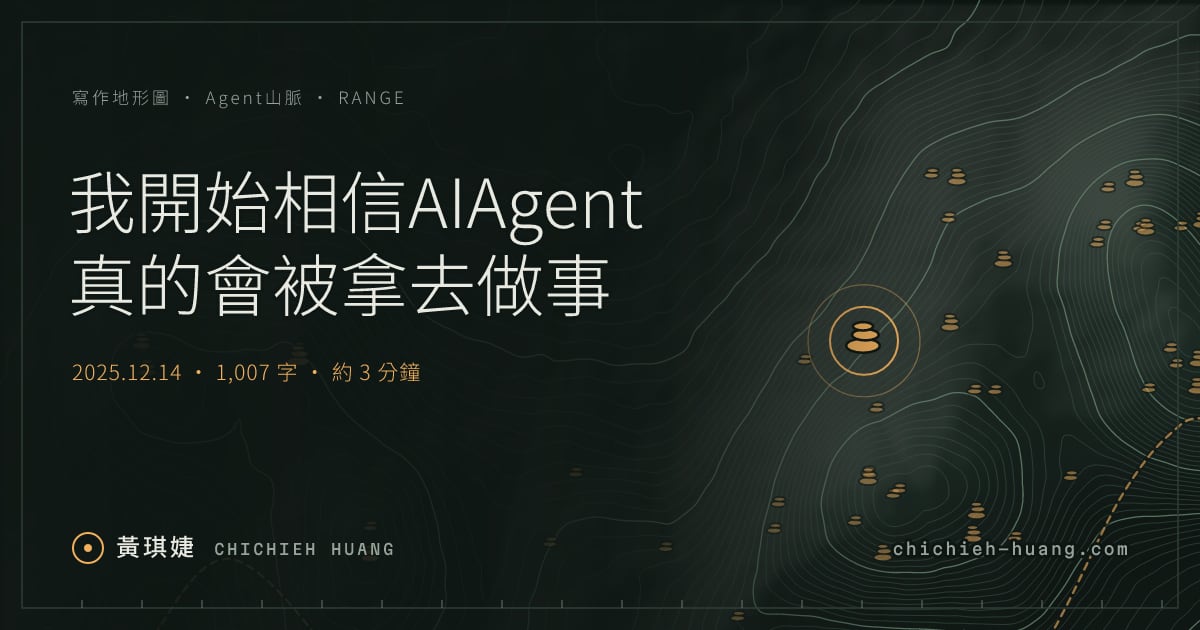 寫作地形圖 · Agent山脈 · RANGE
我開始相信AIAgent
真的會被拿去做事
2025.12.14 · 1,007 字 · 約 3 分鐘
黃琪婕 CHICHIEH HUANG
chichieh-huang.com